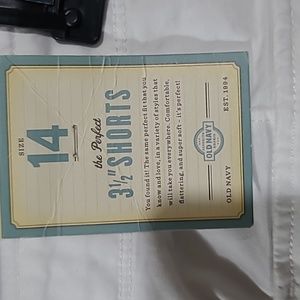 SIZE
14
the Perfect
3½" SHORTS
You found it! The same perfect fit that you
know and love, in a variety of styles that
will take you everywhere. Comfortable,
flattering, and super soft - it's perfect!
OLD NAVY
OLD NAVY
EST. 1994